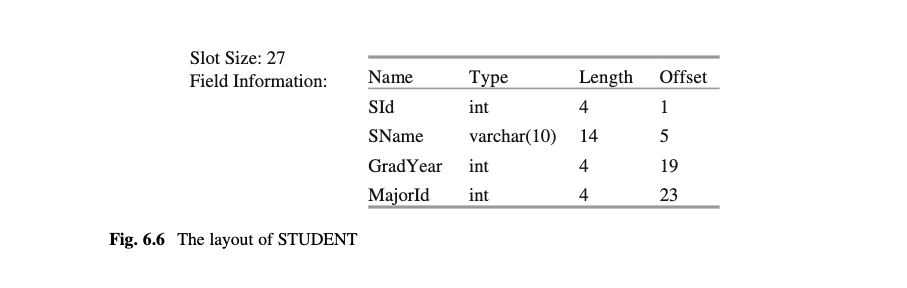 Slot Size: 27
Field Information:
Name Type Length Offset
SId int 4 1
SName varchar(10) 14 5
GradYear int 4 19
MajorId int 4 23
Fig. 6.6 The layout of STUDENT